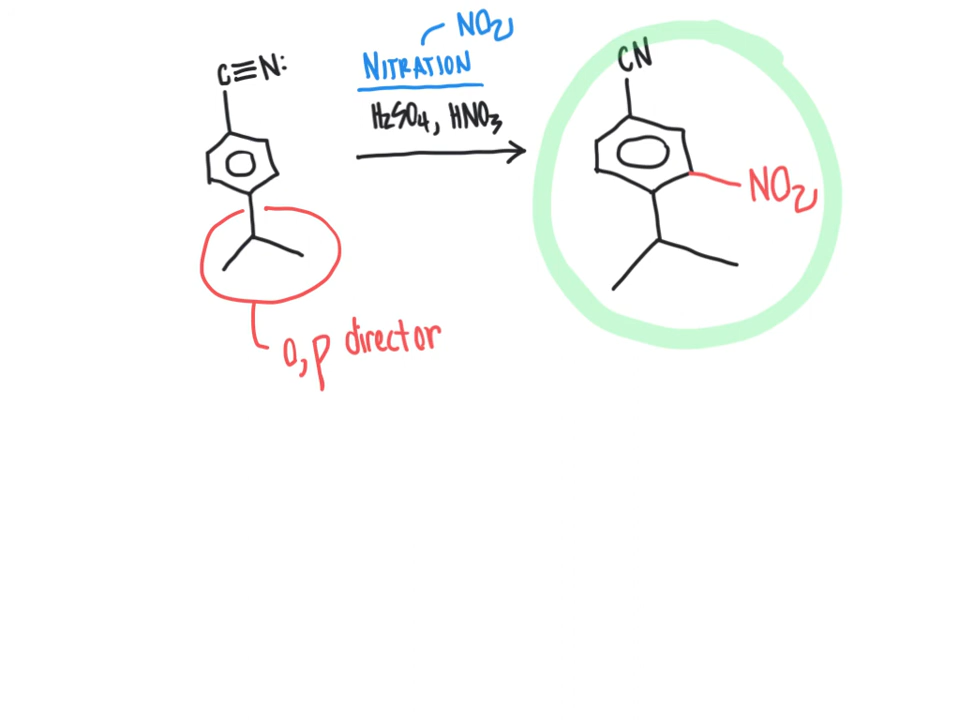 NO2
NITRATION
H2SO4, HNO3
C≡N:
CN
NO2
O,p director